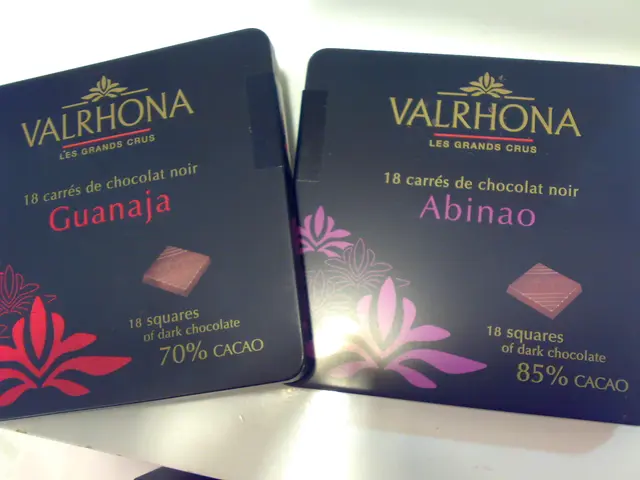 VALRHONA
LES GRANDS CRUS
18 carrés de chocolat noir
Guanaja
18 squares
of dark chocolate
70% CACAO
VALRHONA
LES GRANDS CRUS
18 carrés de chocolat noir
Abinao
18 squares
of dark chocolate
85% CACAO